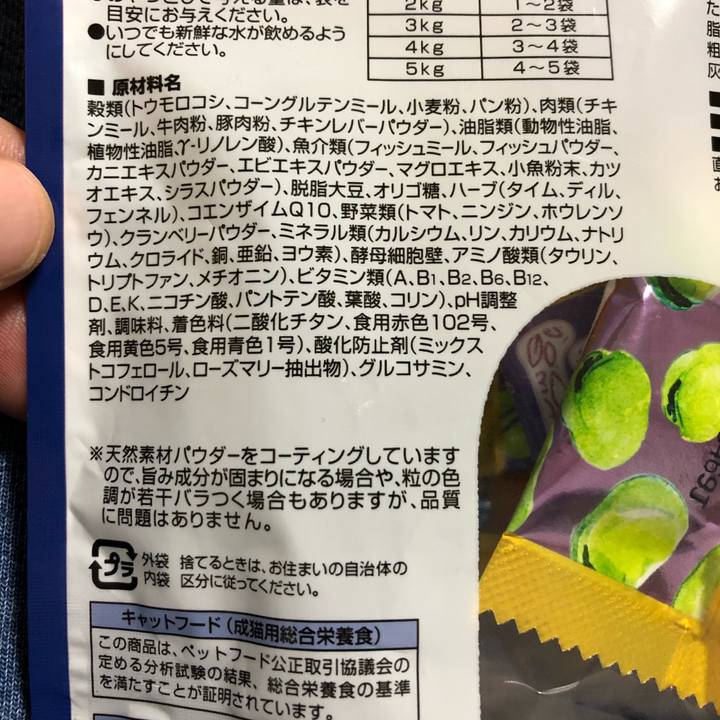 目安にお与えください。
●いつでも新鮮な水が飲めるよう
にしてください。
2kg 1～2袋
3kg 2～3袋
4kg 3～4袋
5kg 4～5袋
■ 原材料名
穀類(トウモロコシ、コーングルテンミール、小麦粉、パン粉)、肉類(チキ
ンミール、牛肉粉、豚肉粉、チキンレバーパウダー)、油脂類(動物性油脂、
植物性油脂、γ-リノレン酸)、魚介類(フィッシュミール、フィッシュパウダー、
カニエキスパウダー、エビエキスパウダー、マグロエキス、小魚粉末、カツ
オエキス、シラスパウダー)、脱脂大豆、オリゴ糖、ハーブ(タイム、ディル、
フェンネル)、コエンザイムQ10、野菜類(トマト、ニンジン、ホウレンソ
ウ)、クランベリーパウダー、ミネラル類(カルシウム、リン、カリウム、ナトリ
ウム、クロライド、銅、亜鉛、ヨウ素)、酵母細胞壁、アミノ酸類(タウリン、
トリプトファン、メチオニン)、ビタミン類(A、B1、B2、B6、B12、
D、E、K、ニコチン酸、パントテン酸、葉酸、コリン)、pH調整
剤、調味料、着色料(二酸化チタン、食用赤色102号、
食用黄色5号、食用青色1号)、酸化防止剤(ミックス
トコフェロール、ローズマリー抽出物)、グルコサミン、
コンドロイチン
※天然素材パウダーをコーティングしています
ので、旨み成分が固まりになる場合や、粒の色
調が若干バラつく場合もありますが、品質
に問題はありません。
プラ
外袋
内袋
捨てるときは、お住まいの自治体の
区分に従ってください。
キャットフード (成猫用総合栄養食)
この商品は、ペットフード公正取引協議会の
定める分析試験の結果、総合栄養食の基準
を満たすことが証明されています。